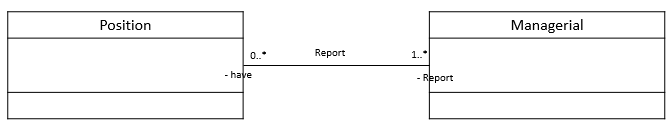 Position
Managerial
0..*
Report
1..*
- have
- Report